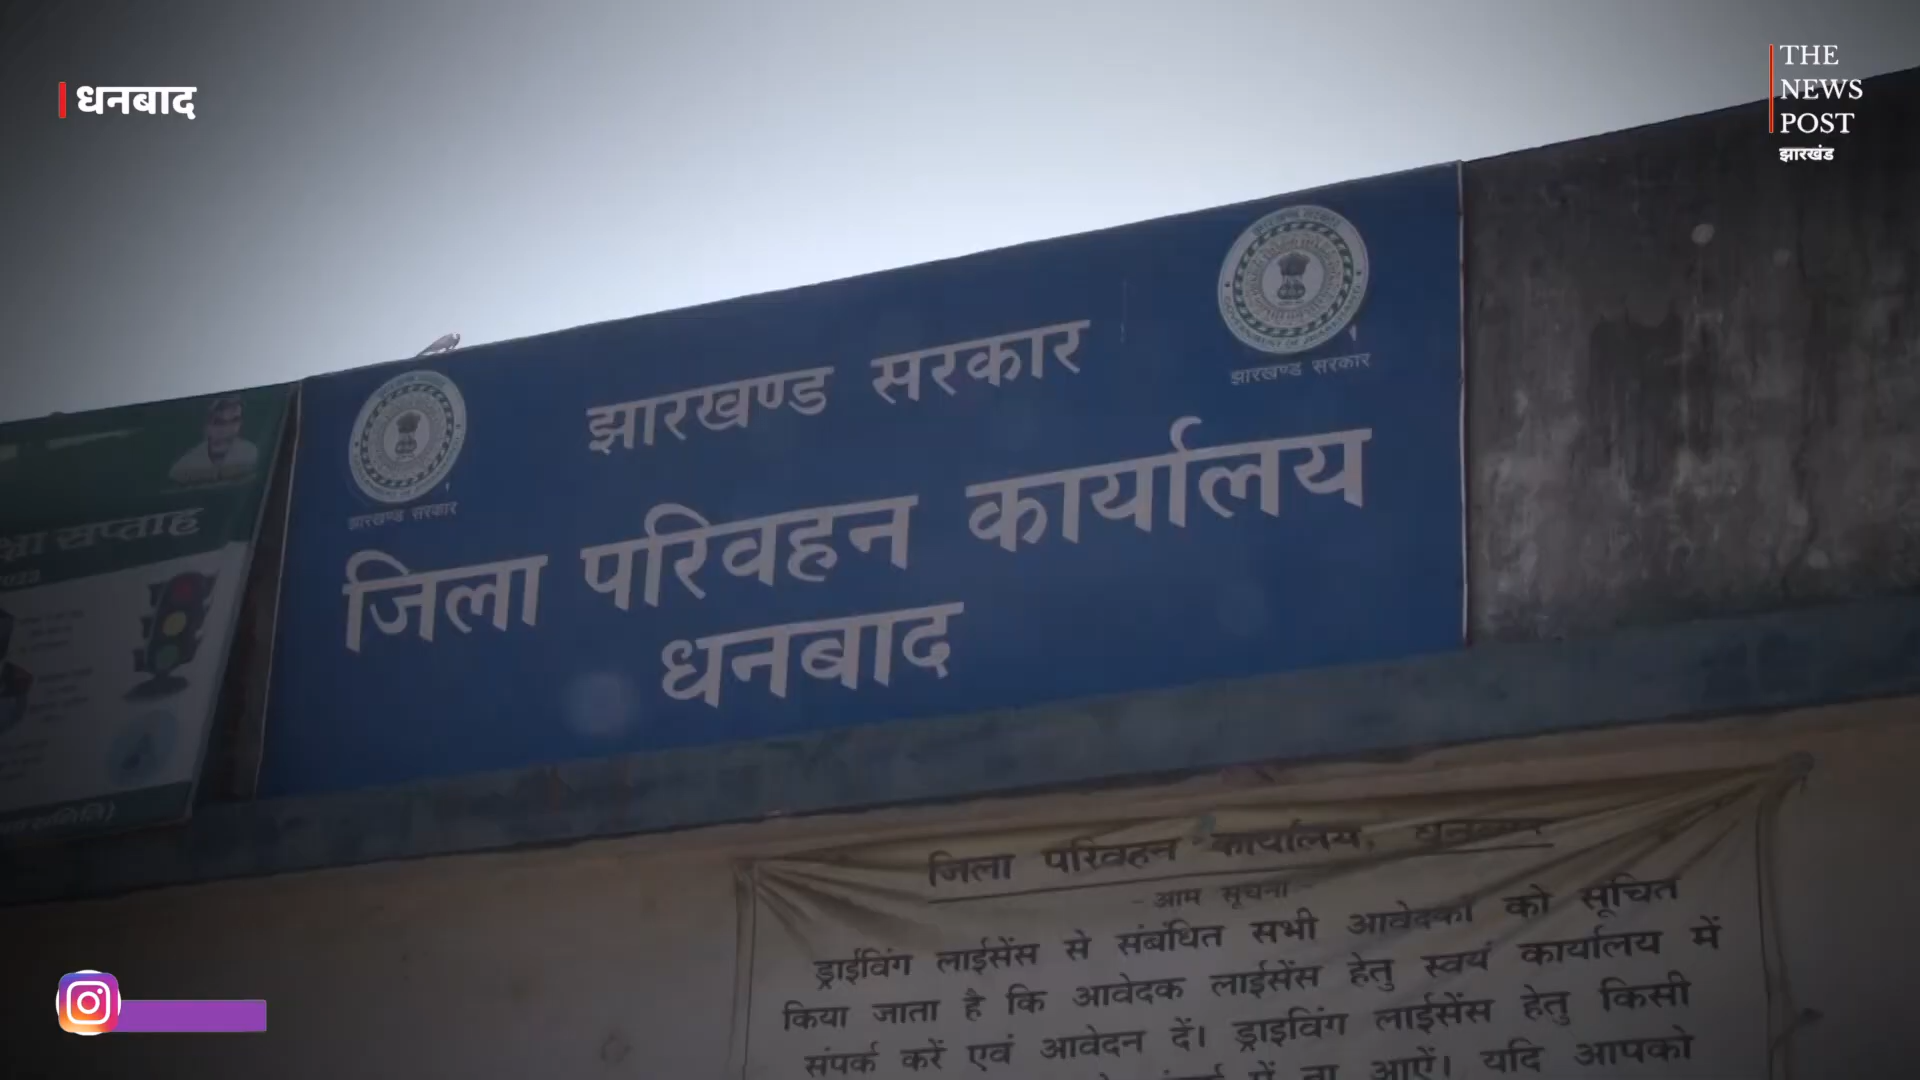 धनबाद
THE
NEWS
POST
झारखंड
झारखण्ड सरकार
झारखण्ड सरकार
झारखण्ड सरकार
जिला परिवहन कार्यालय
धनबाद
सप्ताह
जिला परिवहन कार्यालय, धनबाद
- आम सूचना -
ड्राईविंग लाईसेंस से संबंधित सभी आवेदकों को सूचित
किया जाता है कि आवेदक लाईसेंस हेतु स्वयं कार्यालय में
संपर्क करें एवं आवेदन दें। ड्राइविंग लाईसेंस हेतु किसी
में ना आऐं। यदि आपको